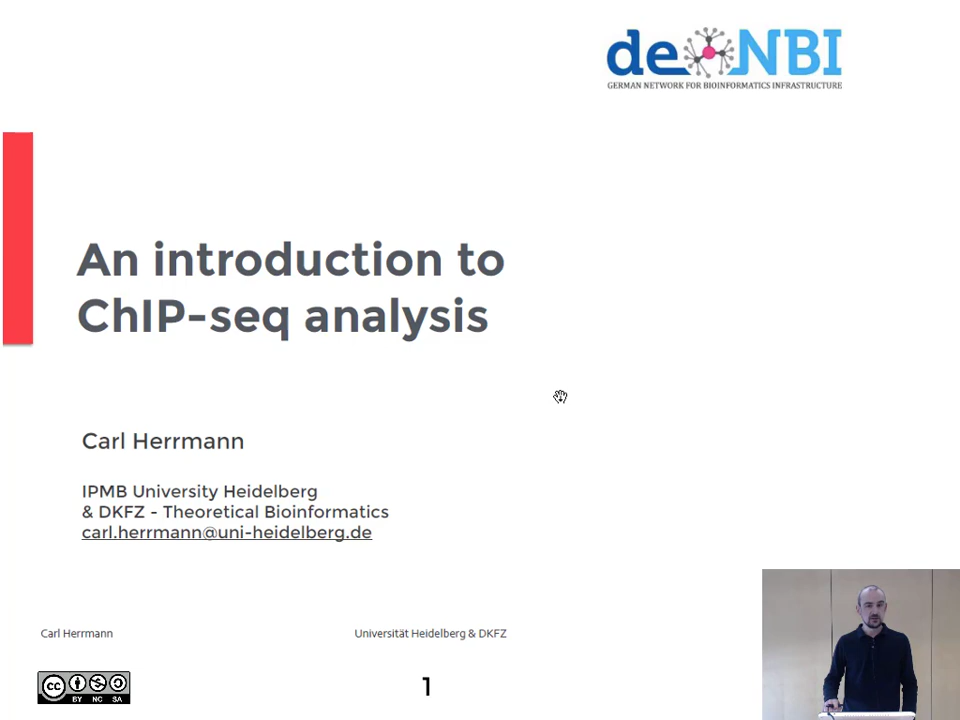 de NBI
GERMAN NETWORK FOR BIOINFORMATICS INFRASTRUCTURE
An introduction to
ChIP-seq analysis
Carl Herrmann
IPMB University Heidelberg
& DKFZ - Theoretical Bioinformatics
carl.herrmann@uni-heidelberg.de
Carl Herrmann
Universität Heidelberg & DKFZ
cc
BY NC SA
1